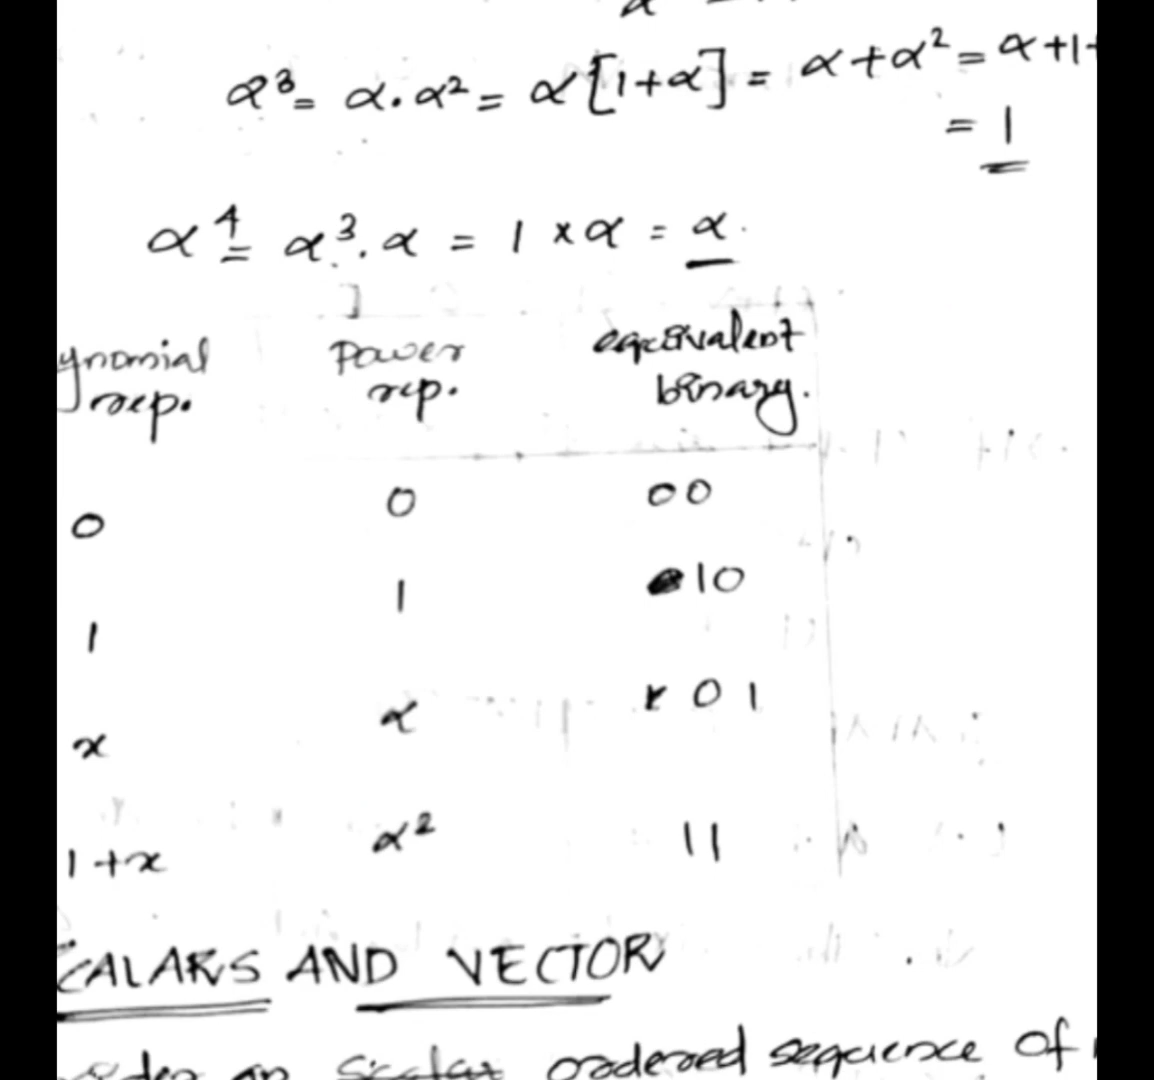 α³ = α.α² = α[1+α] = α+α² = α+1+
= 1
α⁴ = α³.α = 1 × α = α.
ynomial rep. Power rep. equivalent binary.
0 0 00
1 1 10
x α 01
1+x α² 11
CALARS AND VECTOR
an ordered sequence of